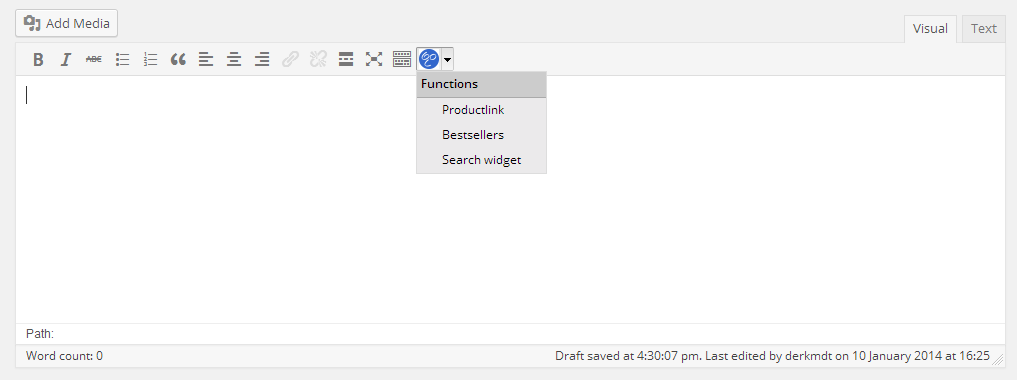 Add Media
Visual Text
B I ABC
Functions
Productlink
Bestsellers
Search widget
Path:
Word count: 0 Draft saved at 4:30:07 pm. Last edited by derkmdt on 10 January 2014 at 16:25